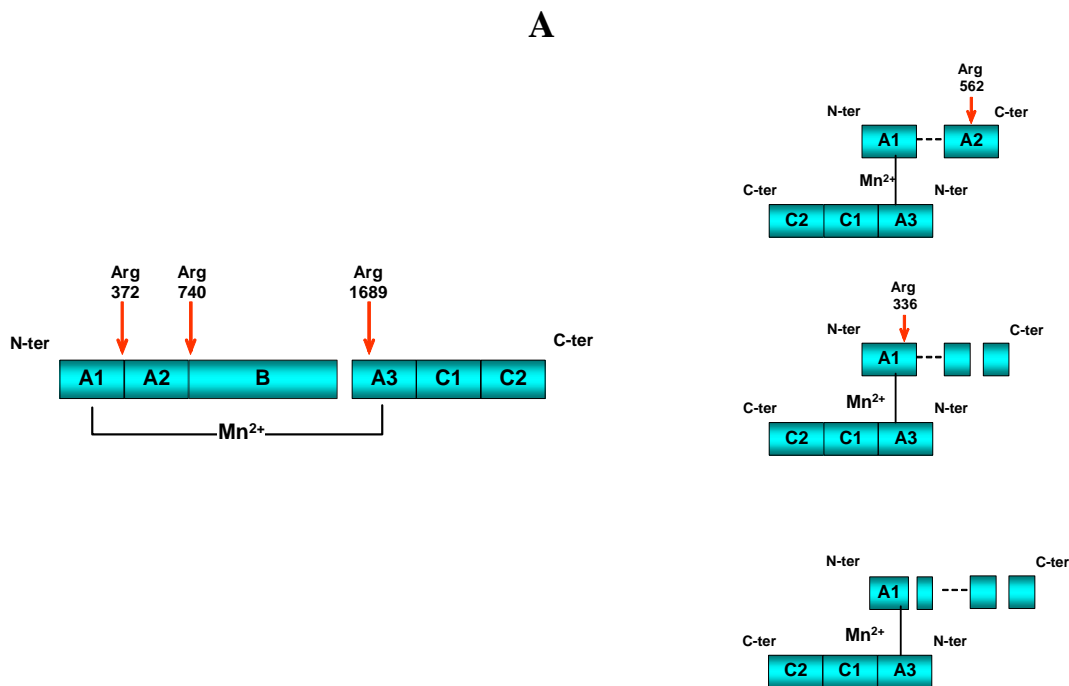 A
Arg
372
Arg
740
Arg
1689
N-ter
C-ter
A1 A2 B A3 C1 C2
Mn2+
Arg
562
N-ter
C-ter
A1 A2
Mn2+
C-ter
N-ter
C2 C1 A3
Arg
336
N-ter
C-ter
A1
Mn2+
C-ter
N-ter
C2 C1 A3
N-ter
C-ter
A1
Mn2+
C-ter
N-ter
C2 C1 A3